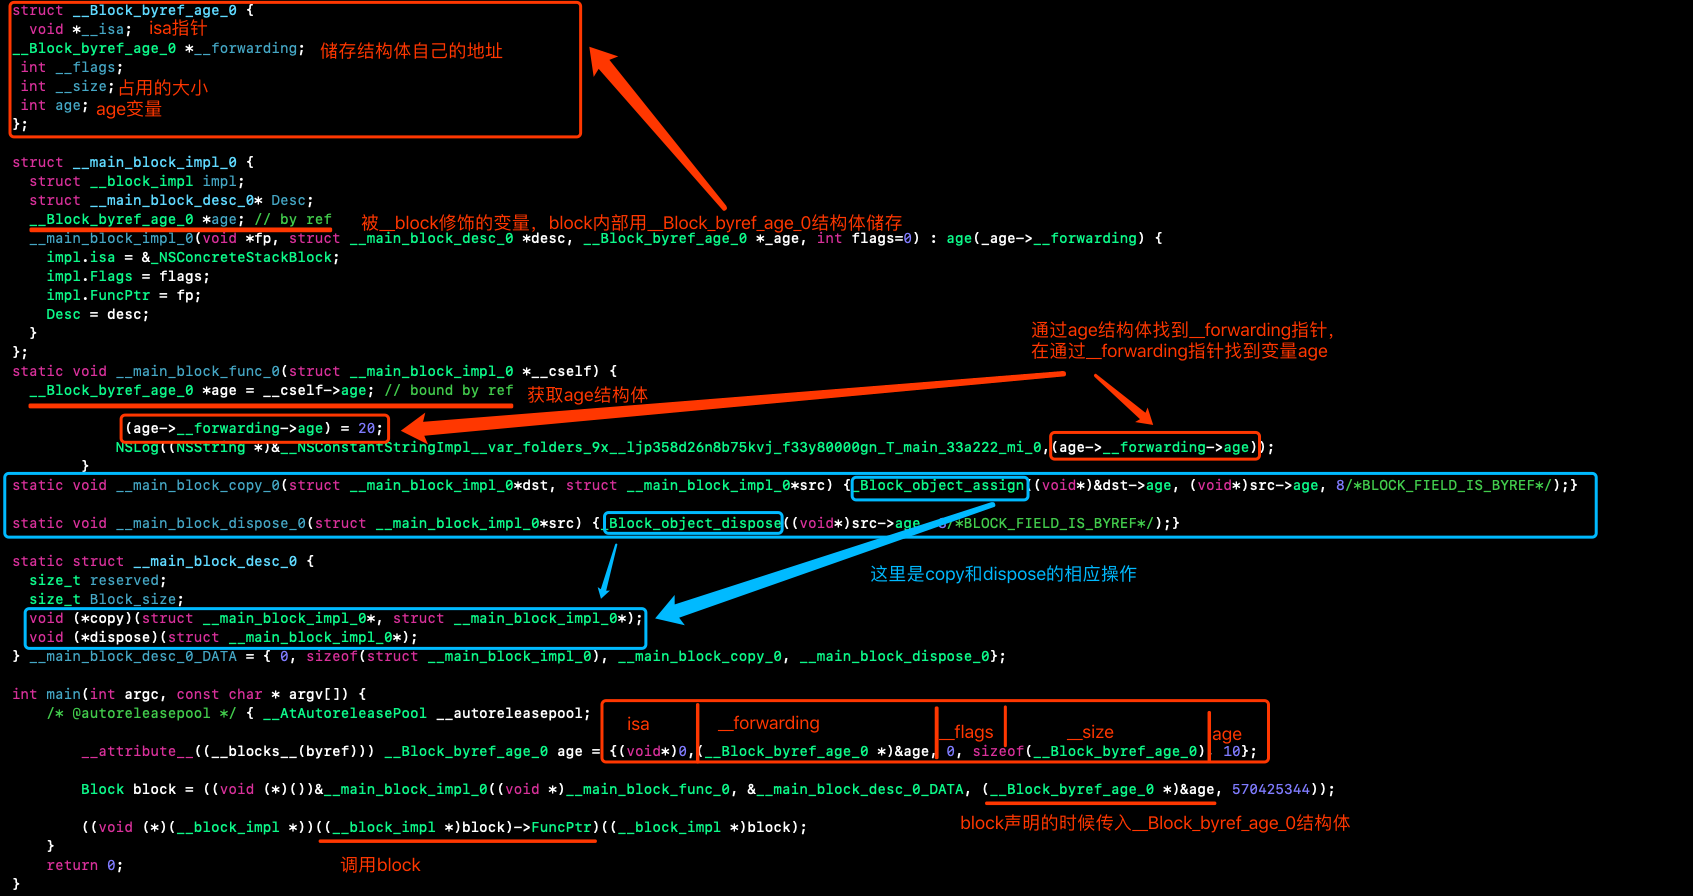 struct __Block_byref_age_0 {
void *__isa; isa指针
__Block_byref_age_0 *__forwarding; 储存结构体自己的地址
int __flags;
int __size; 占用的大小
int age; age变量
};
struct __main_block_impl_0 {
struct __block_impl impl;
struct __main_block_desc_0* Desc;
__Block_byref_age_0 *age; // by ref 被__block修饰的变量，block内部用__Block_byref_age_0结构体储存
__main_block_impl_0(void *fp, struct __main_block_desc_0 *desc, __Block_byref_age_0 *_age, int flags=0) : age(_age->__forwarding) {
impl.isa = &_NSConcreteStackBlock;
impl.Flags = flags;
impl.FuncPtr = fp;
Desc = desc;
}
};
通过age结构体找到__forwarding指针，
在通过__forwarding指针找到变量age
static void __main_block_func_0(struct __main_block_impl_0 *__cself) {
__Block_byref_age_0 *age = __cself->age; // bound by ref 获取age结构体
(age->__forwarding->age) = 20;
NSLog((NSString *)&__NSConstantStringImpl__var_folders_9x__ljp358d26n8b75kvj_f33y80000gn_T_main_33a222_mi_0,(age->__forwarding->age));
}
static void __main_block_copy_0(struct __main_block_impl_0*dst, struct __main_block_impl_0*src) {_Block_object_assign((void*)&dst->age, (void*)src->age, 8/*BLOCK_FIELD_IS_BYREF*/);}
static void __main_block_dispose_0(struct __main_block_impl_0*src) {_Block_object_dispose((void*)src->age, 8/*BLOCK_FIELD_IS_BYREF*/);}
static struct __main_block_desc_0 {
这里是copy和dispose的相应操作
size_t reserved;
size_t Block_size;
void (*copy)(struct __main_block_impl_0*, struct __main_block_impl_0*);
void (*dispose)(struct __main_block_impl_0*);
} __main_block_desc_0_DATA = { 0, sizeof(struct __main_block_impl_0), __main_block_copy_0, __main_block_dispose_0};
int main(int argc, const char * argv[]) {
/* @autoreleasepool */ { __AtAutoreleasePool __autoreleasepool;
isa __forwarding __flags __size age
__attribute__((__blocks__(byref))) __Block_byref_age_0 age = {(void*)0,(__Block_byref_age_0 *)&age, 0, sizeof(__Block_byref_age_0), 10};
Block block = ((void (*)())&__main_block_impl_0((void *)__main_block_func_0, &__main_block_desc_0_DATA, (__Block_byref_age_0 *)&age, 570425344));
block声明的时候传入__Block_byref_age_0结构体
((void (*)(__block_impl *))((__block_impl *)block)->FuncPtr)((__block_impl *)block);
}
调用block
return 0;
}